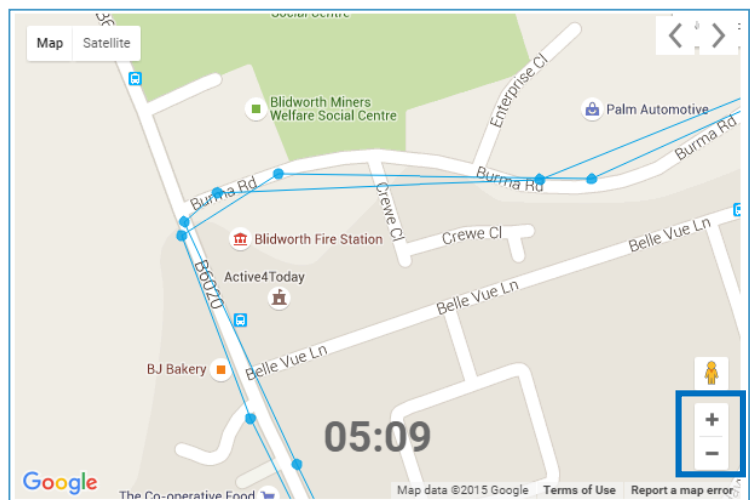 Social Centre
Map
Satellite
Blidworth Miners
Welfare Social Centre
Enterprise Cl
Palm Automotive
Burma Rd
Burma Rd
Burma Rd
Crewe Cl
Crewe Cl
Blidworth Fire Station
Belle Vue Ln
B6020
Active4Today
Belle Vue Ln
BJ Bakery
Belle Vue Ln
05:09
+
−
Google
The Co-operative Food
Map data ©2015 Google
Terms of Use
Report a map error